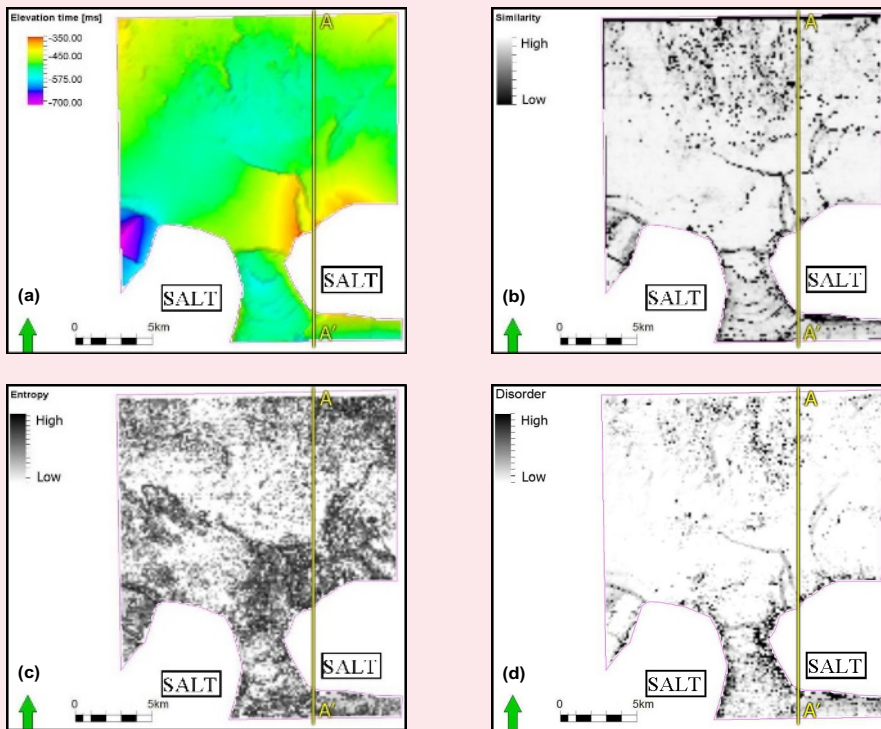 Elevation time [ms]
-350.00
-450.00
-575.00
-700.00
A
SALT
SALT
(a)
0
5km
A'
Similarity
High
Low
A
SALT
SALT
(b)
0
5km
A'
Entropy
High
Low
A
SALT
SALT
(c)
0
5km
A'
Disorder
High
Low
A
SALT
SALT
(d)
0
5km
A'